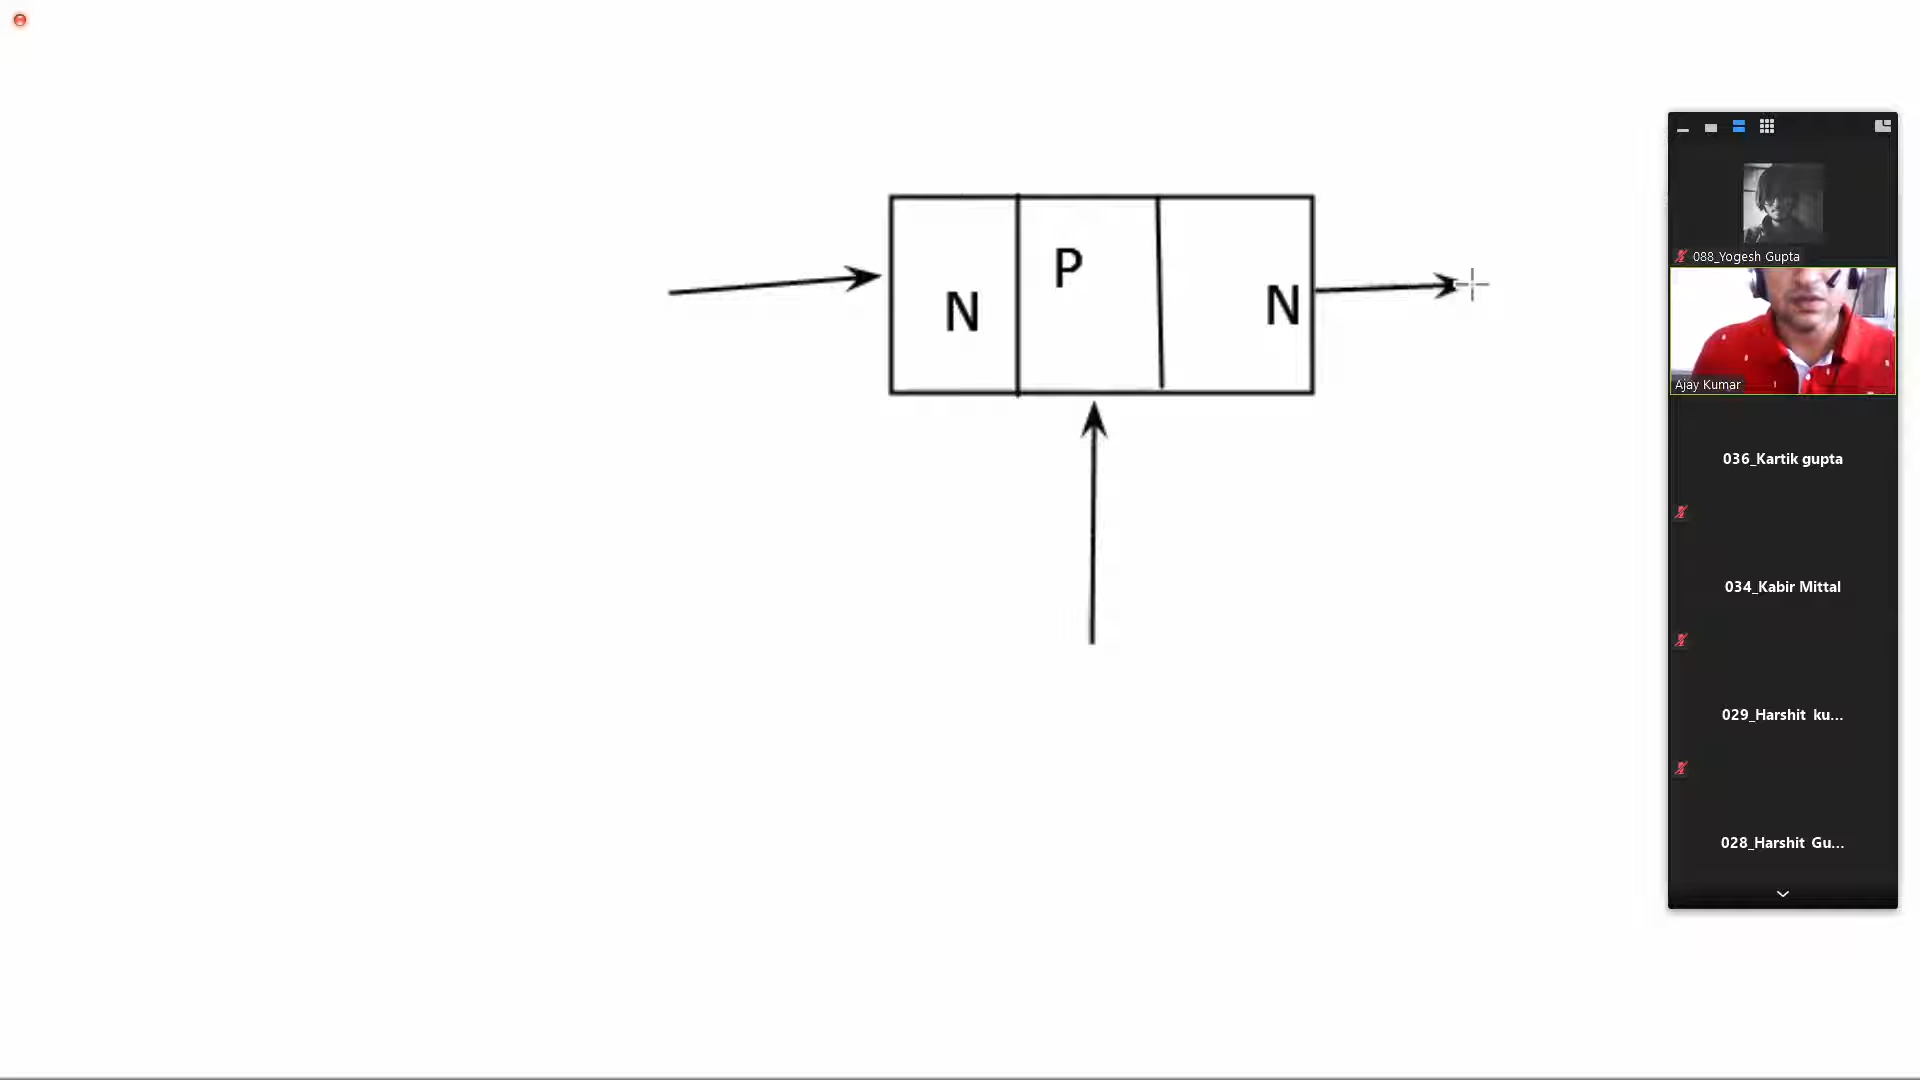 P
N
N
088_Yogesh Gupta
Ajay Kumar
036_Kartik gupta
034_Kabir Mittal
029_Harshit ku...
028_Harshit Gu...